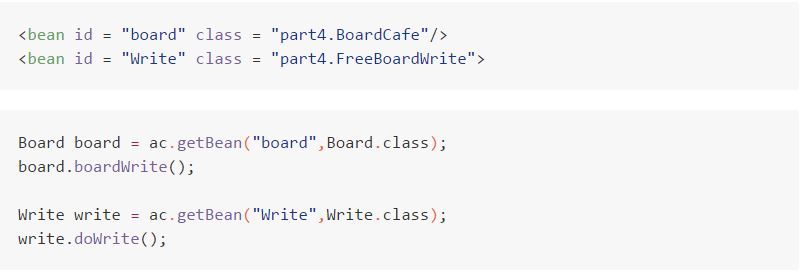 <bean id = "board" class = "part4.BoardCafe"/>
<bean id = "Write" class = "part4.FreeBoardWrite">
Board board = ac.getBean("board",Board.class);
board.boardWrite();
Write write = ac.getBean("Write",Write.class);
write.doWrite();